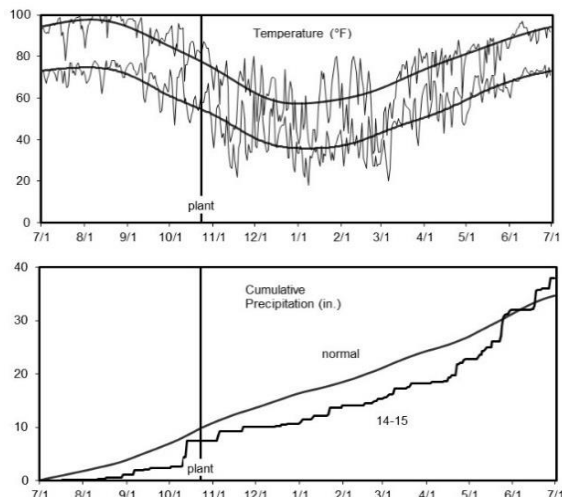 100
Temperature (°F)
80
60
40
20
plant
0
7/1 8/1 9/1 10/1 11/1 12/1 1/1 2/1 3/1 4/1 5/1 6/1 7/1
40
Cumulative
Precipitation (in.)
30
normal
20
14-15
10
plant
0
7/1 8/1 9/1 10/1 11/1 12/1 1/1 2/1 3/1 4/1 5/1 6/1 7/1